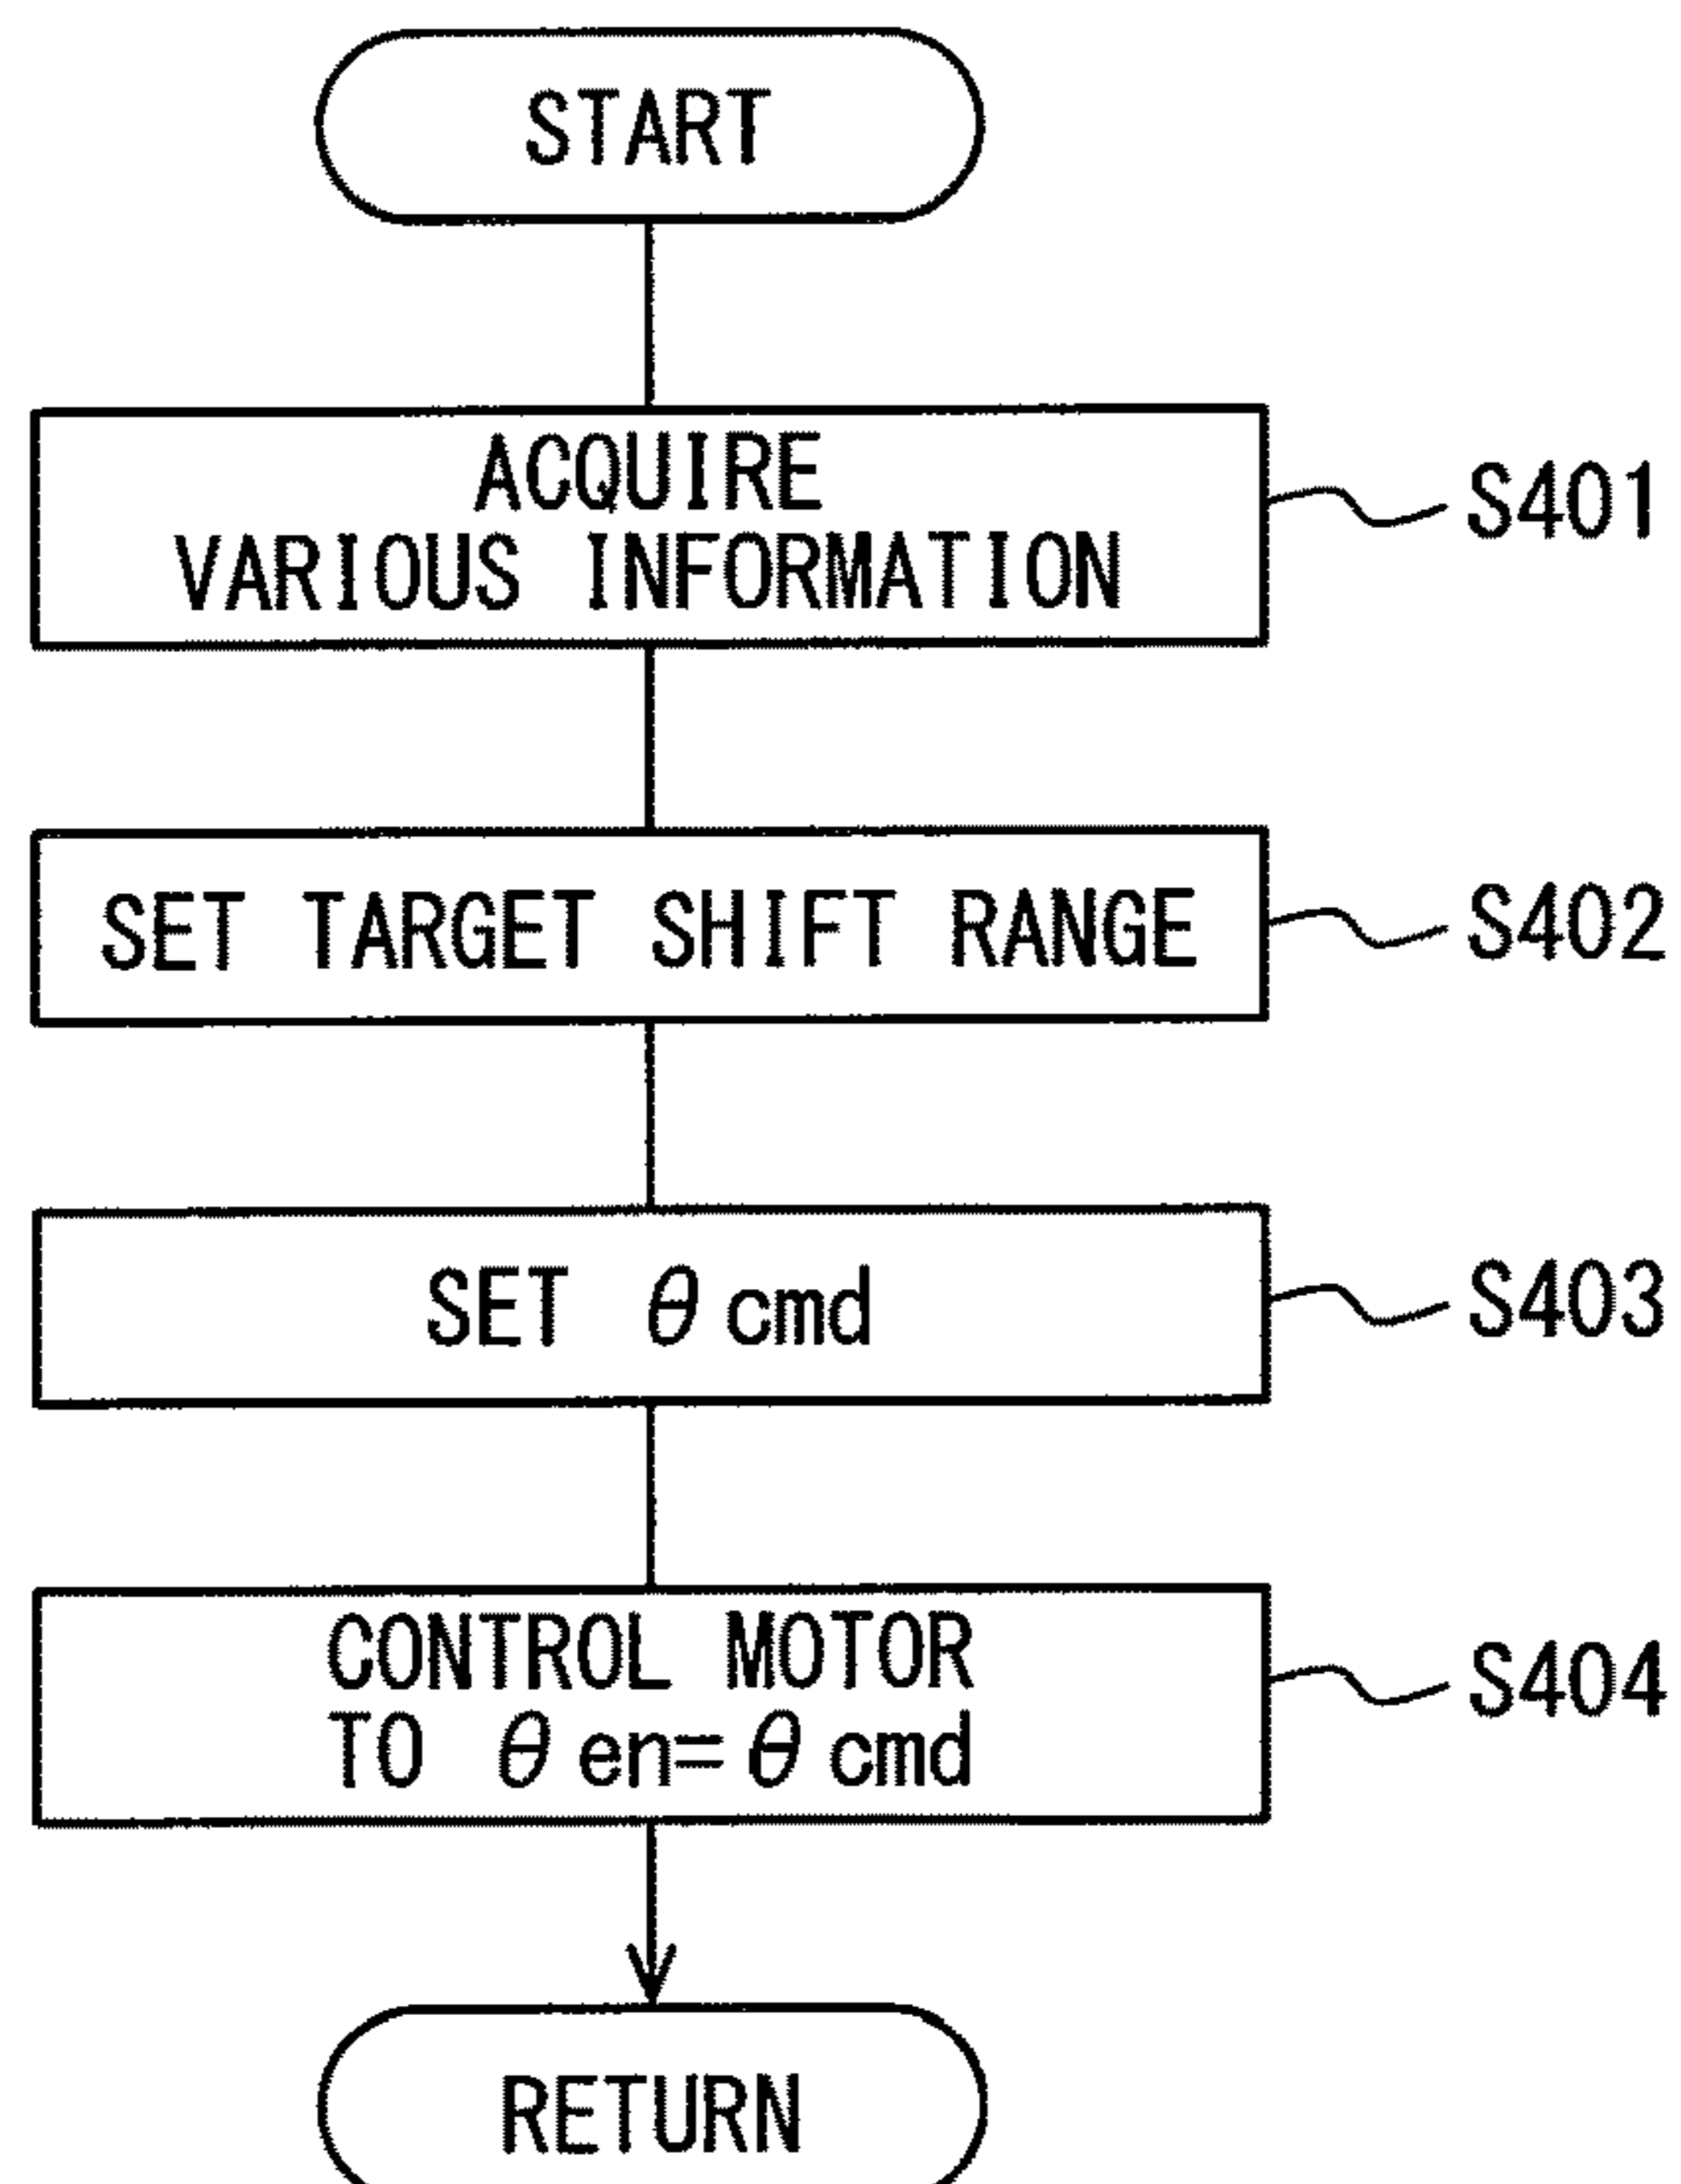 START
ACQUIRE
VARIOUS INFORMATION
S401
SET TARGET SHIFT RANGE
S402
SET θcmd
S403
CONTROL MOTOR
TO θen=θcmd
S404
RETURN